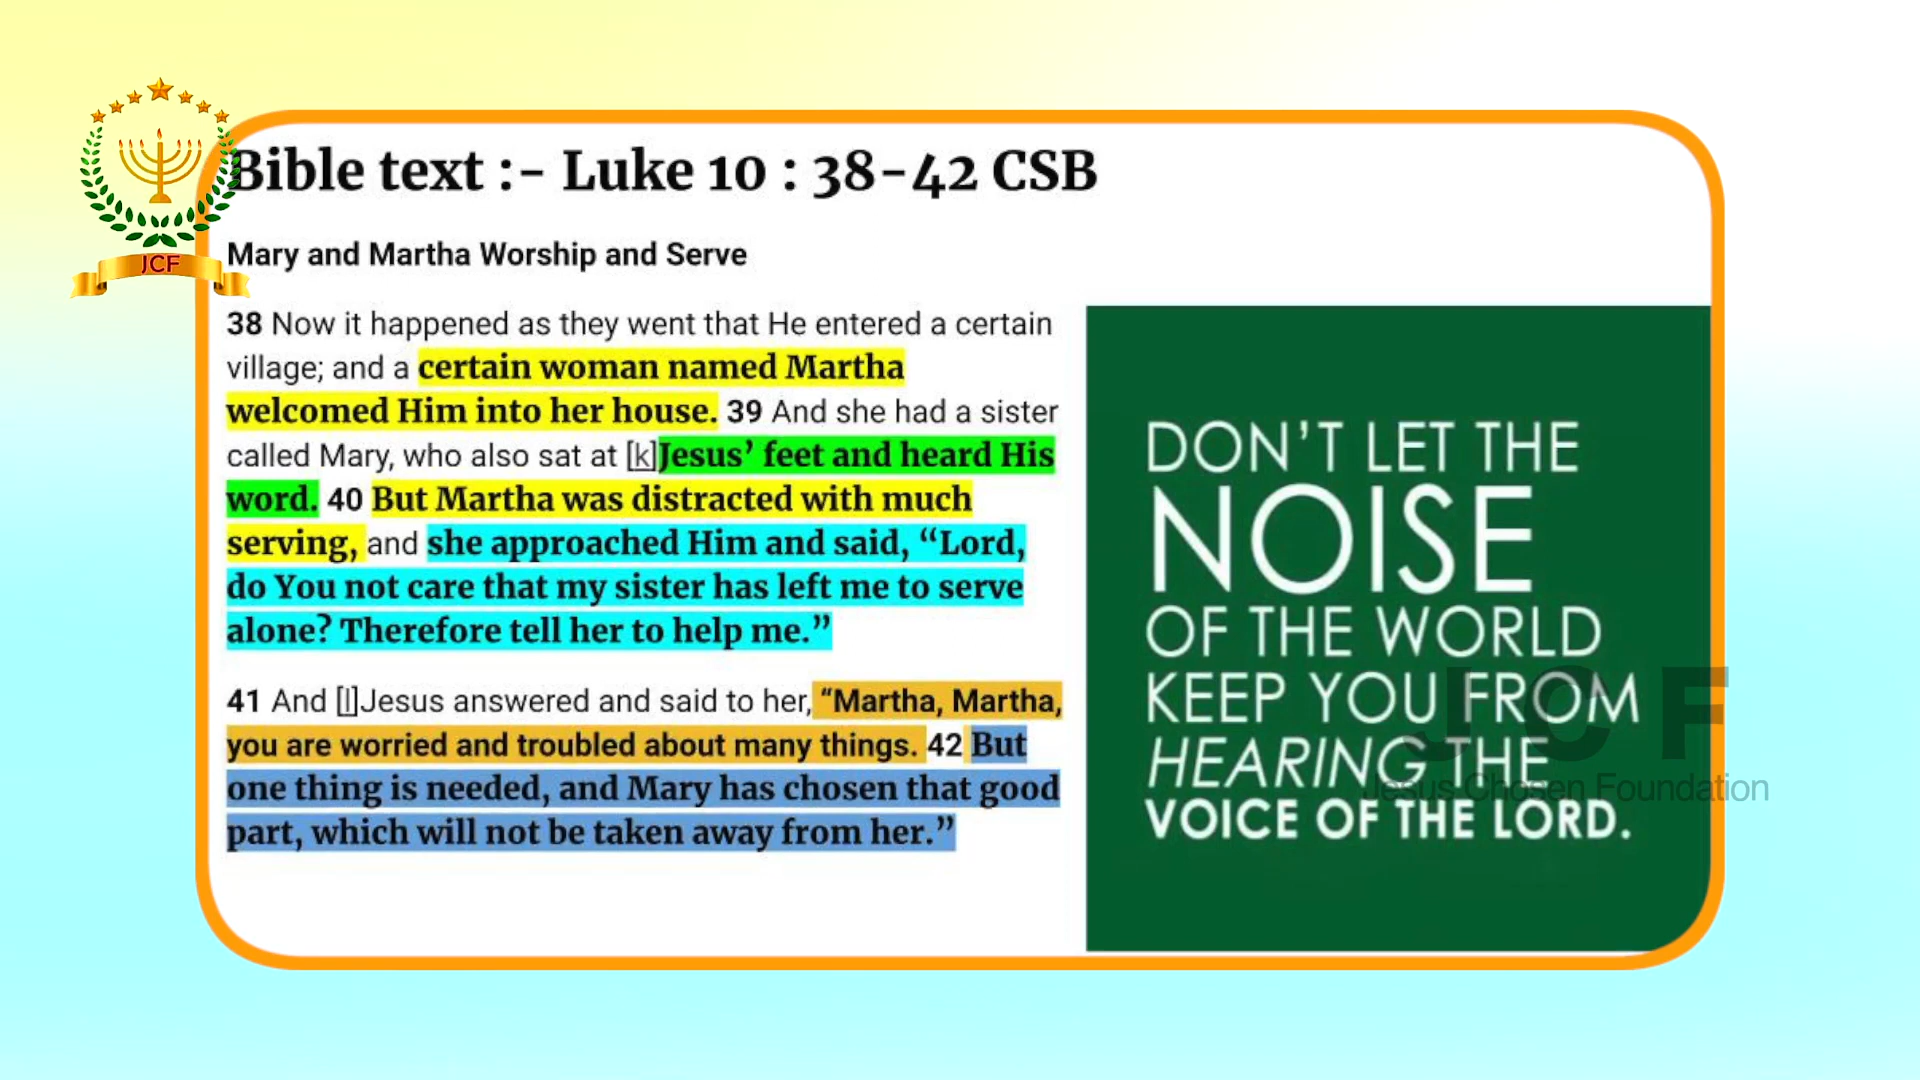 JCF
Bible text :- Luke 10 : 38-42 CSB
Mary and Martha Worship and Serve
38 Now it happened as they went that He entered a certain
village; and a certain woman named Martha
welcomed Him into her house. 39 And she had a sister
called Mary, who also sat at [k]Jesus’ feet and heard His
word. 40 But Martha was distracted with much
serving, and she approached Him and said, “Lord,
do You not care that my sister has left me to serve
alone? Therefore tell her to help me.”
41 And [l]Jesus answered and said to her, “Martha, Martha,
you are worried and troubled about many things. 42 But
one thing is needed, and Mary has chosen that good
part, which will not be taken away from her.”
DON’T LET THE
NOISE
OF THE WORLD
KEEP YOU FROM
HEARING THE
VOICE OF THE LORD.
JCF
Jesus Chosen Foundation